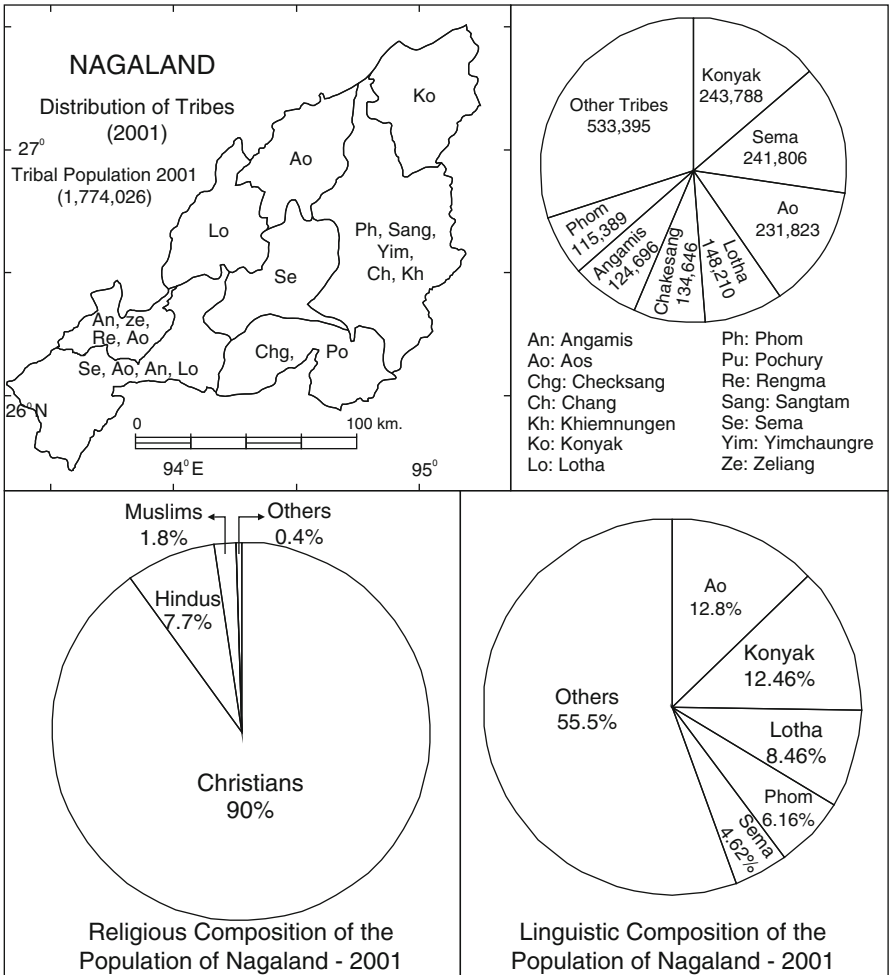 NAGALAND
Distribution of Tribes
(2001)
Tribal Population 2001
(1,774,026)
27°
26°N
94°E
95°
0
100 km.
Ko
Ao
Lo
Ph, Sang,
Yim,
Ch, Kh
Se
An, ze,
Re, Ao
Se, Ao, An, Lo
Chg,
Po
Konyak
243,788
Sema
241,806
Ao
231,823
Lotha
148,210
Chakesang
134,646
Angamis
124,696
Phom
115,389
Other Tribes
533,395
An: Angamis
Ao: Aos
Chg: Checksang
Ch: Chang
Kh: Khiemnungen
Ko: Konyak
Lo: Lotha
Ph: Phom
Pu: Pochury
Re: Rengma
Sang: Sangtam
Se: Sema
Yim: Yimchaungre
Ze: Zeliang
Muslims
1.8%
Others
0.4%
Hindus
7.7%
Christians
90%
Religious Composition of the
Population of Nagaland - 2001
Ao
12.8%
Konyak
12.46%
Lotha
8.46%
Phom
6.16%
Sema
4.62%
Others
55.5%
Linguistic Composition of the
Population of Nagaland - 2001